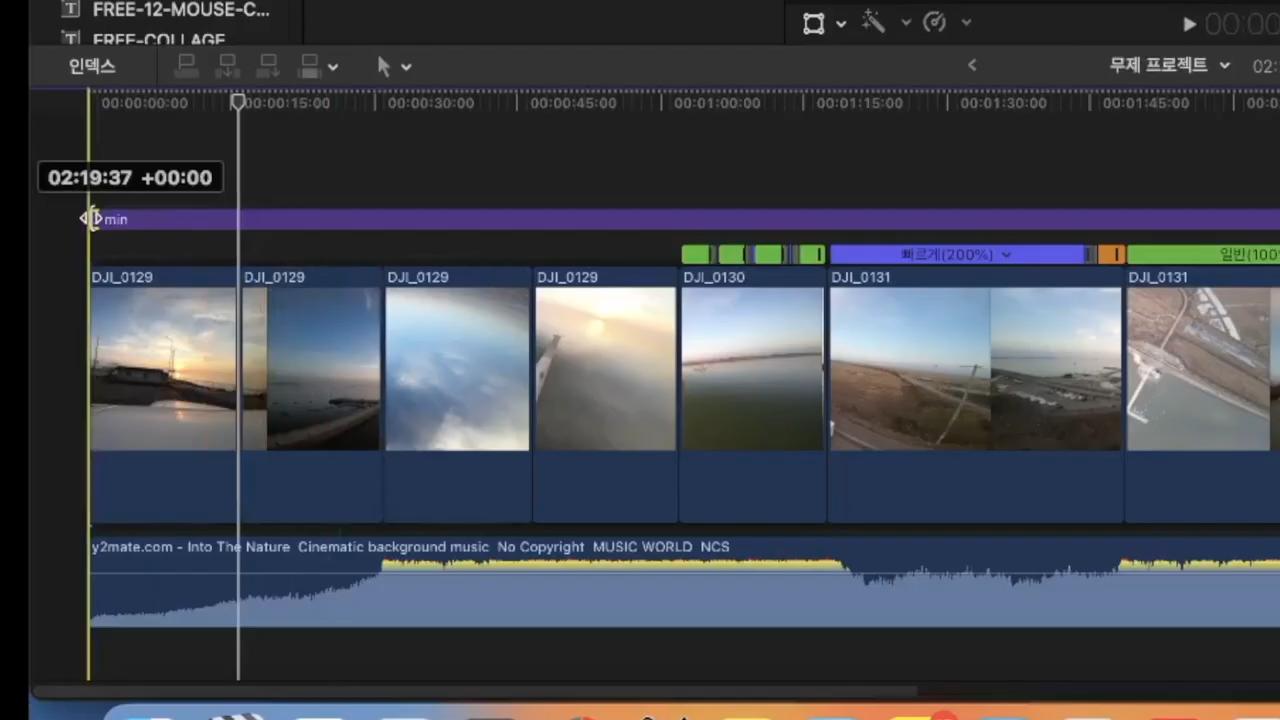 FREE-12-MOUSE-C...
FREE-COLLAGE
00:00
인덱스
무제 프로젝트
02:
00:00:00:00
00:00:15:00
00:00:30:00
00:00:45:00
00:01:00:00
00:01:15:00
00:01:30:00
00:01:45:00
00:0
02:19:37 +00:00
min
빠르게(200%)
일반(100
DJI_0129
DJI_0129
DJI_0129
DJI_0129
DJI_0130
DJI_0131
DJI_0131
y2mate.com - Into The Nature Cinematic background music No Copyright MUSIC WORLD NCS